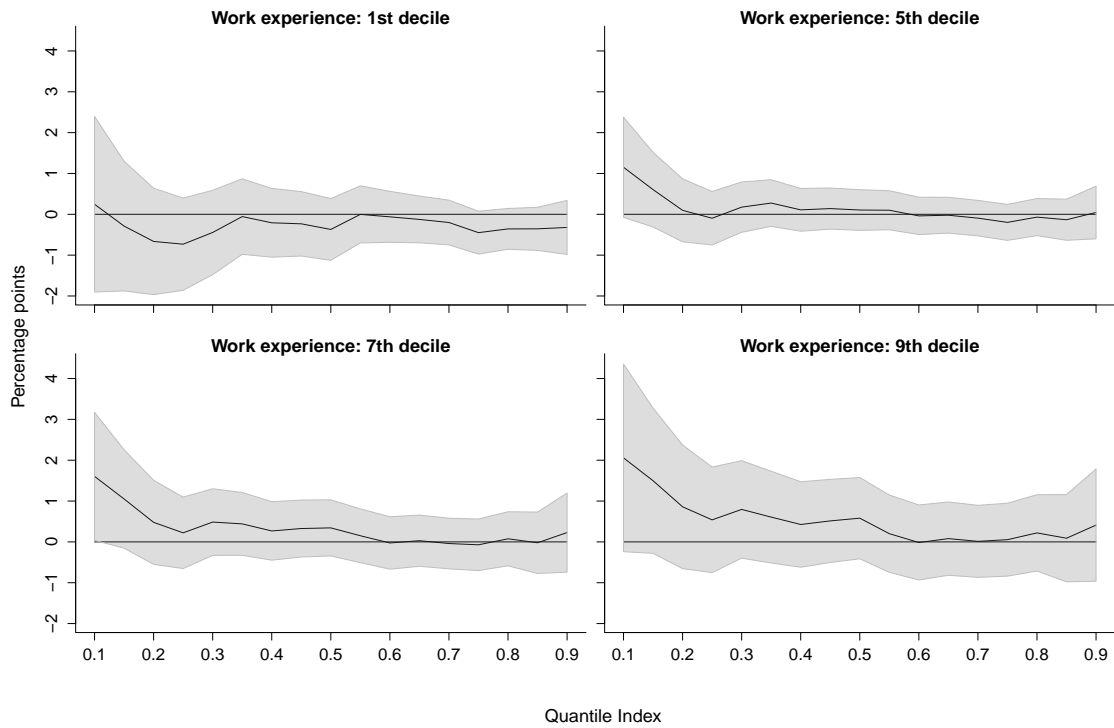 Work experience: 1st decile
Work experience: 5th decile
4
3
2
1
0
−1
−2
Work experience: 7th decile
Work experience: 9th decile
4
3
2
1
0
−1
−2
0.1 0.2 0.3 0.4 0.5 0.6 0.7 0.8 0.9
0.1 0.2 0.3 0.4 0.5 0.6 0.7 0.8 0.9
Percentage points
Quantile Index